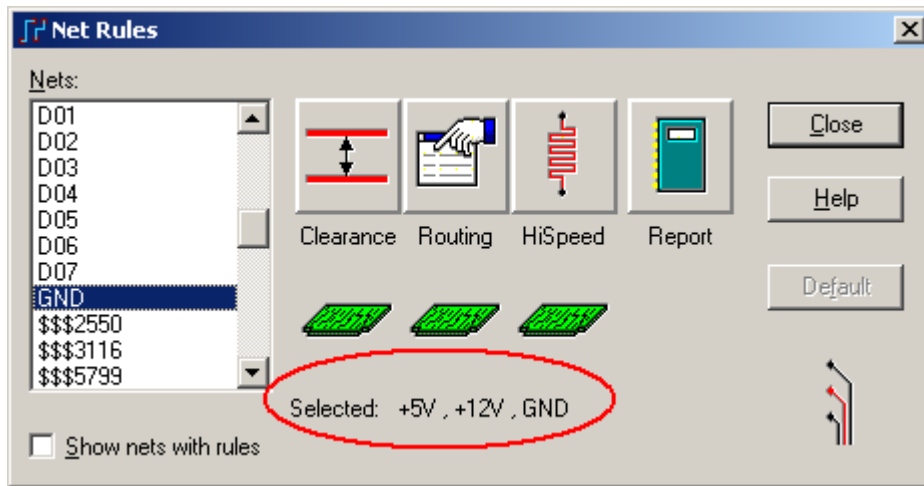 Net Rules
Nets:
D01
D02
D03
D04
D05
D06
D07
GND
$$$2550
$$$3116
$$$5799
Show nets with rules
Clearance Routing HiSpeed Report
Selected: +5V , +12V , GND
Close
Help
Default